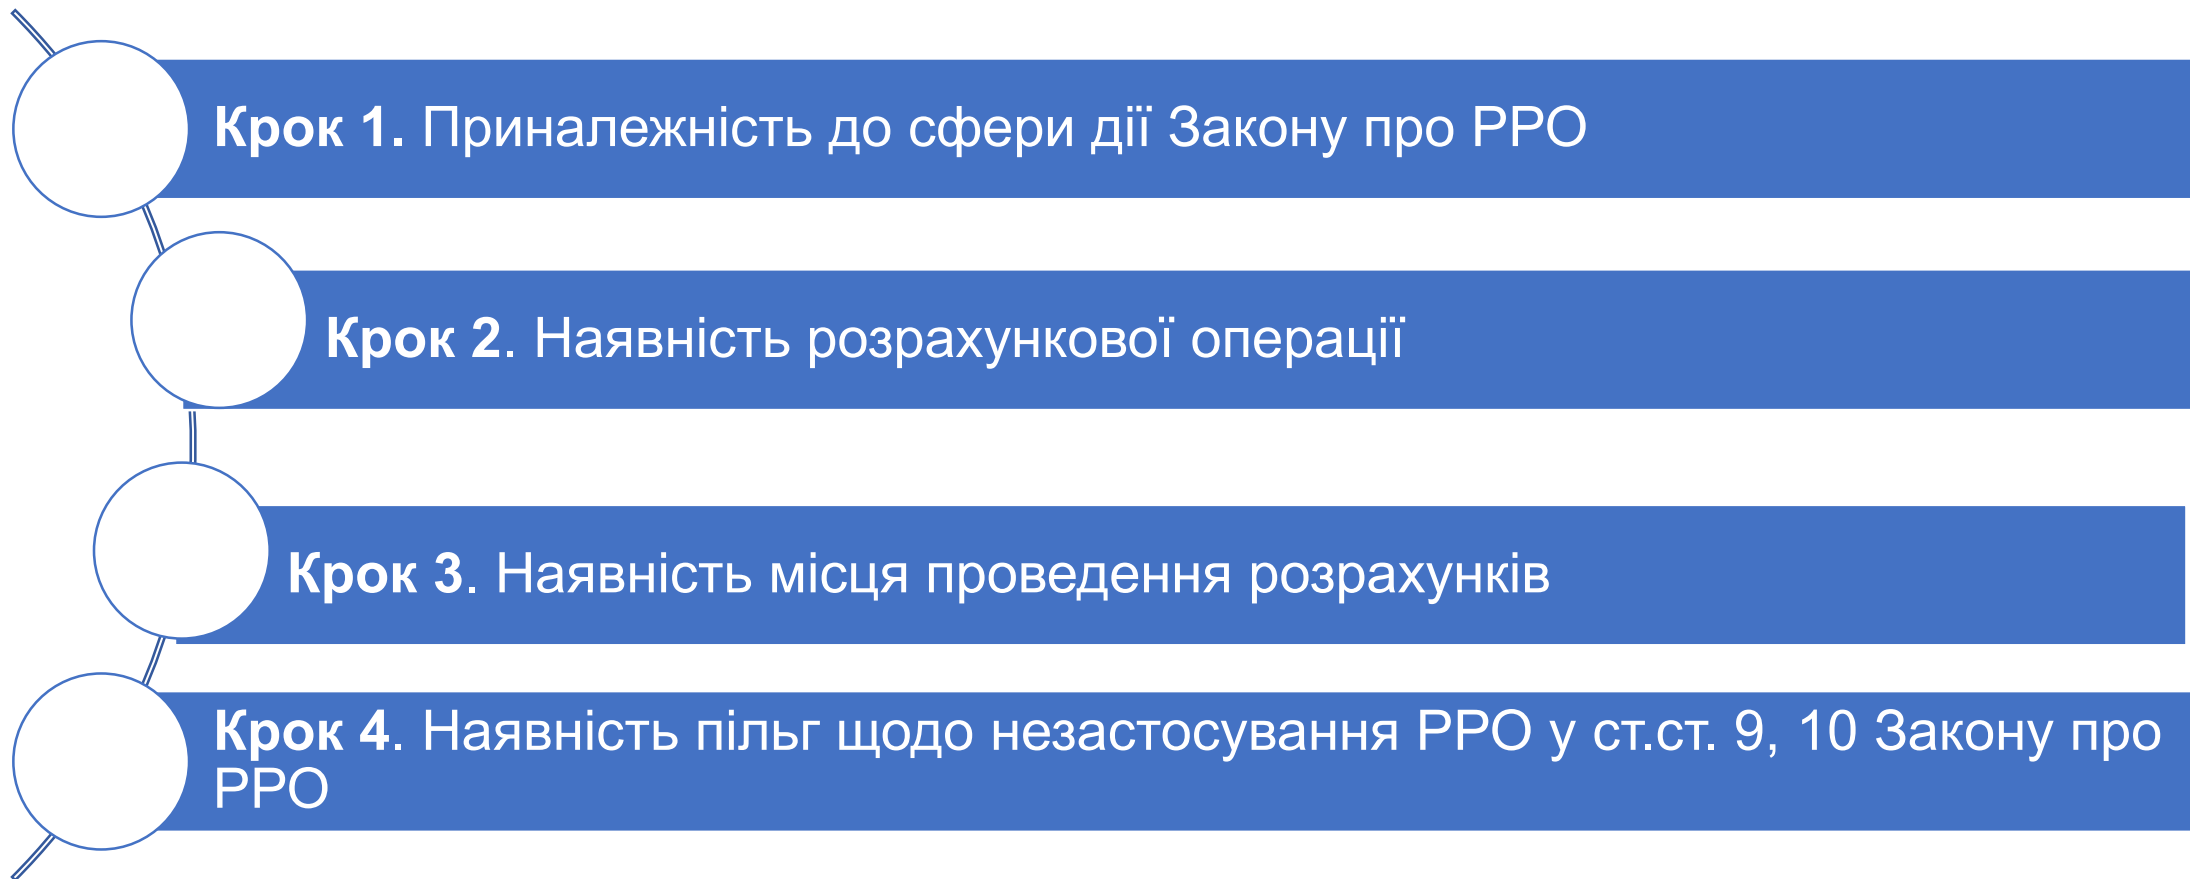 Крок 1. Приналежність до сфери дії Закону про РРО
Крок 2. Наявність розрахункової операції
Крок 3. Наявність місця проведення розрахунків
Крок 4. Наявність пільг щодо незастосування РРО у ст.ст. 9, 10 Закону про
РРО